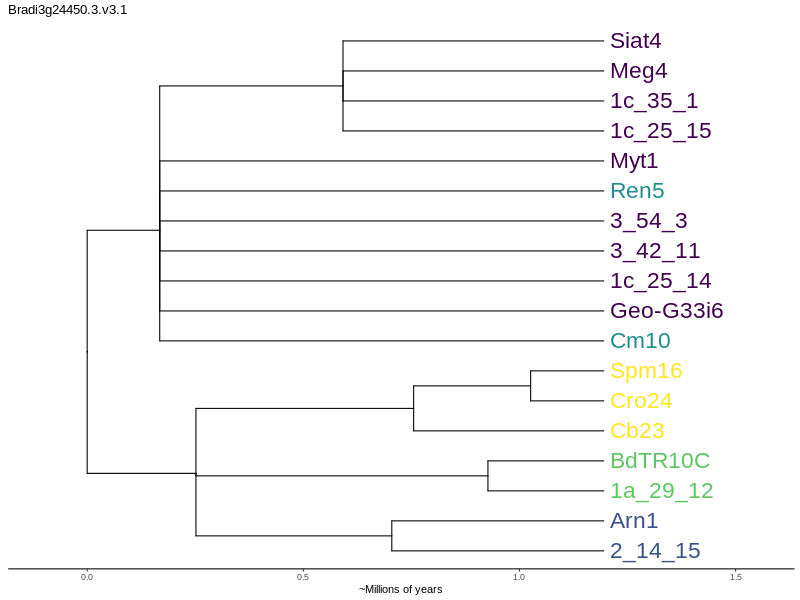 Bradi3g24450.3.v3.1
Siat4
Meg4
1c_35_1
1c_25_15
Myt1
Ren5
3_54_3
3_42_11
1c_25_14
Geo-G33i6
Cm10
Spm16
Cro24
Cb23
BdTR10C
1a_29_12
Arn1
2_14_15
0.0 0.5 1.0 1.5
~Millions of years